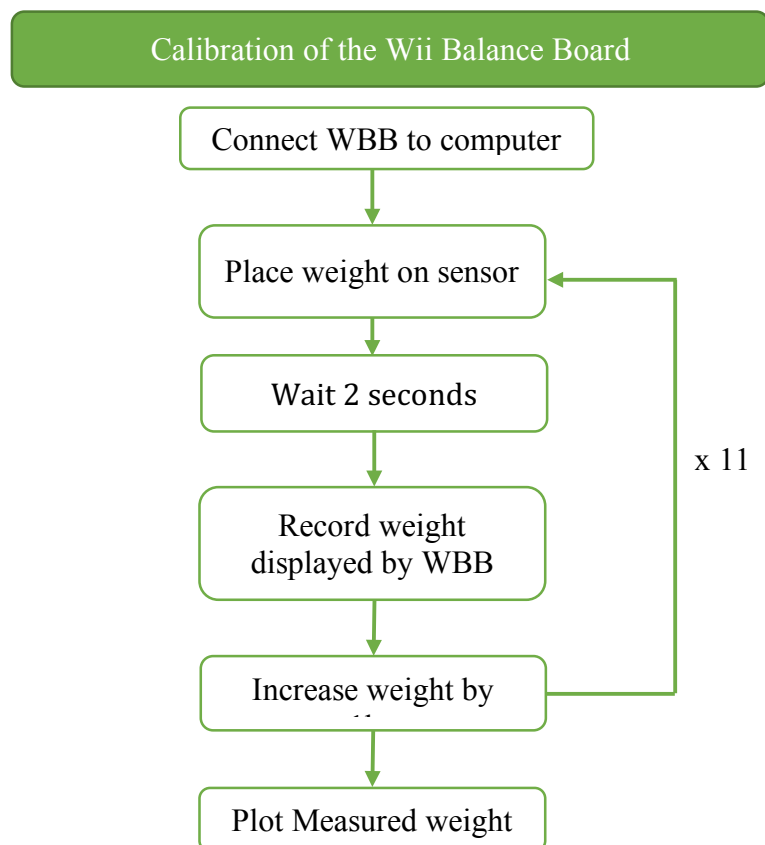 Calibration of the Wii Balance Board
Connect WBB to computer
Place weight on sensor
Wait 2 seconds
x 11
Record weight
displayed by WBB
Increase weight by
Plot Measured weight